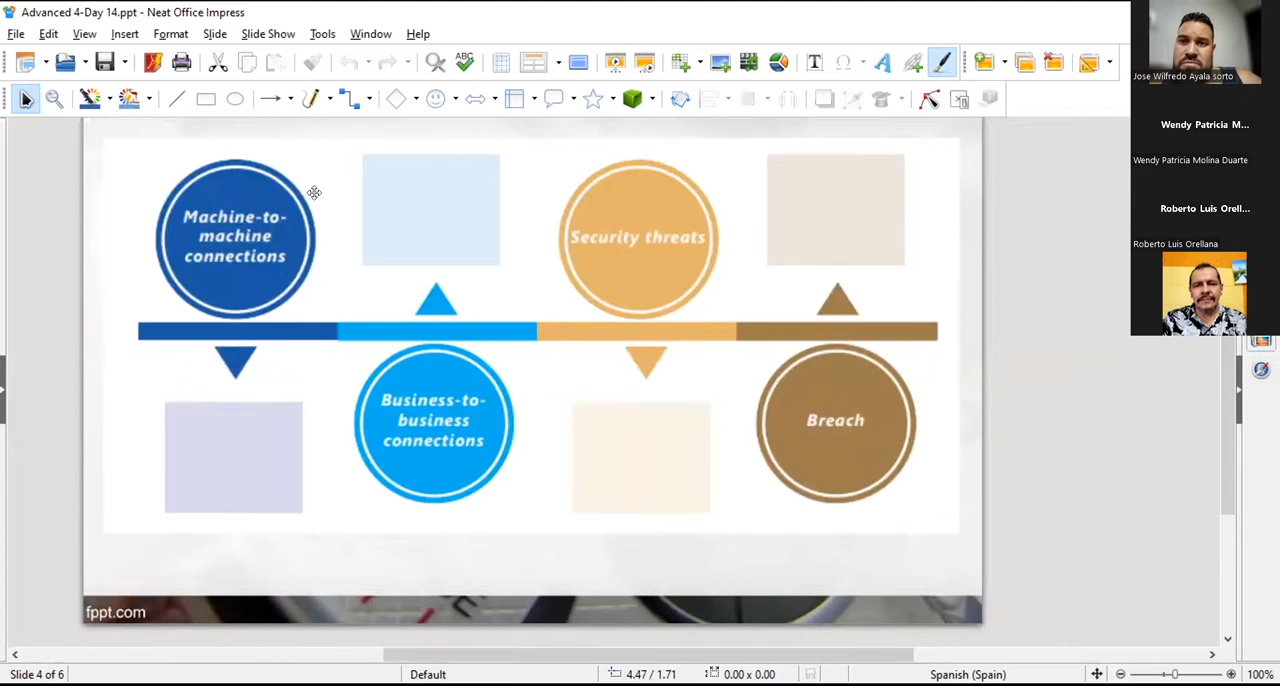 Advanced 4-Day 14.ppt - Neat Office Impress
File Edit View Insert Format Slide Slide Show Tools Window Help
Machine-to-
machine
connections
Security threats
Business-to-
business
connections
Breach
fppt.com
Jose Wilfredo Ayala sorto
Wendy Patricia M...
Wendy Patricia Molina Duarte
Roberto Luis Orell...
Roberto Luis Orellana
Slide 4 of 6
Default
4.47 / 1.71
0.00 x 0.00
Spanish (Spain)
100%